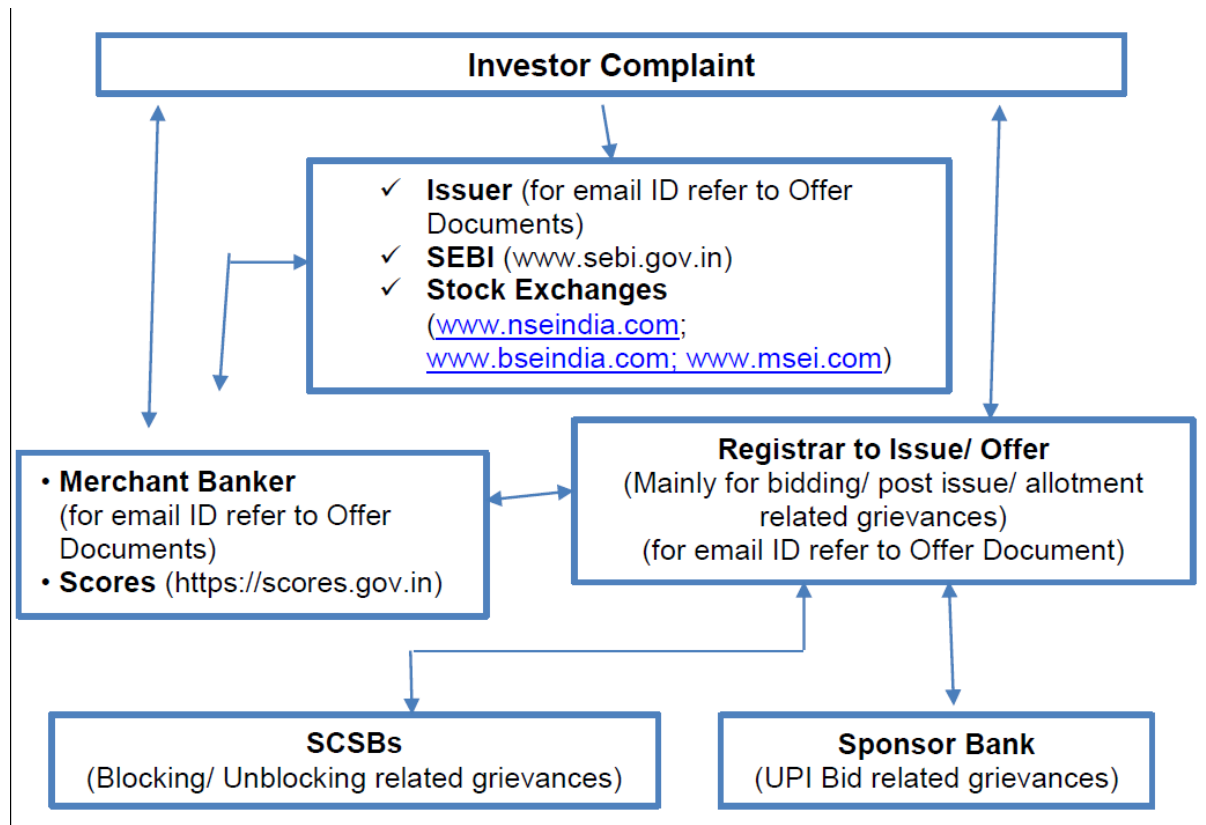 Investor Complaint
✓ Issuer (for email ID refer to Offer
Documents)
✓ SEBI (www.sebi.gov.in)
✓ Stock Exchanges
(www.nseindia.com;
www.bseindia.com; www.msei.com)
• Merchant Banker
(for email ID refer to Offer
Documents)
• Scores (https://scores.gov.in)
Registrar to Issue/ Offer
(Mainly for bidding/ post issue/ allotment
related grievances)
(for email ID refer to Offer Document)
SCSBs
(Blocking/ Unblocking related grievances)
Sponsor Bank
(UPI Bid related grievances)